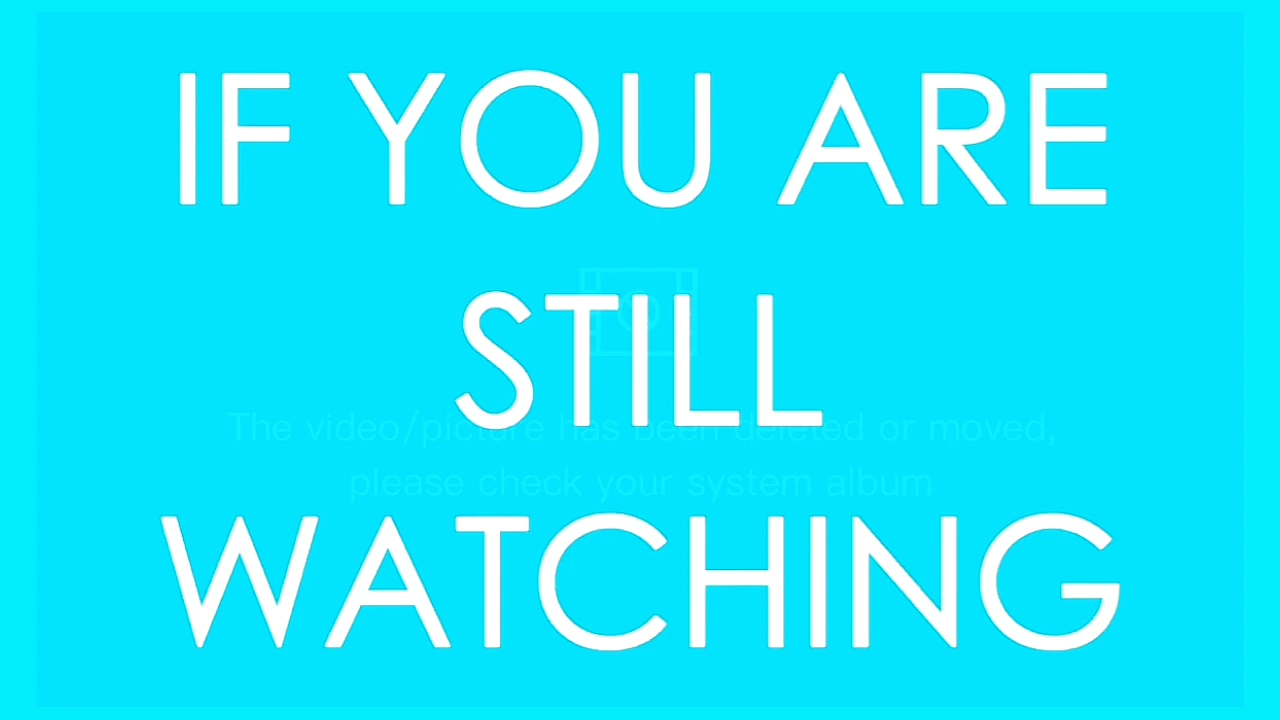 IF YOU ARE
STILL
The video/picture has been deleted or moved,
please check your system album
WATCHING